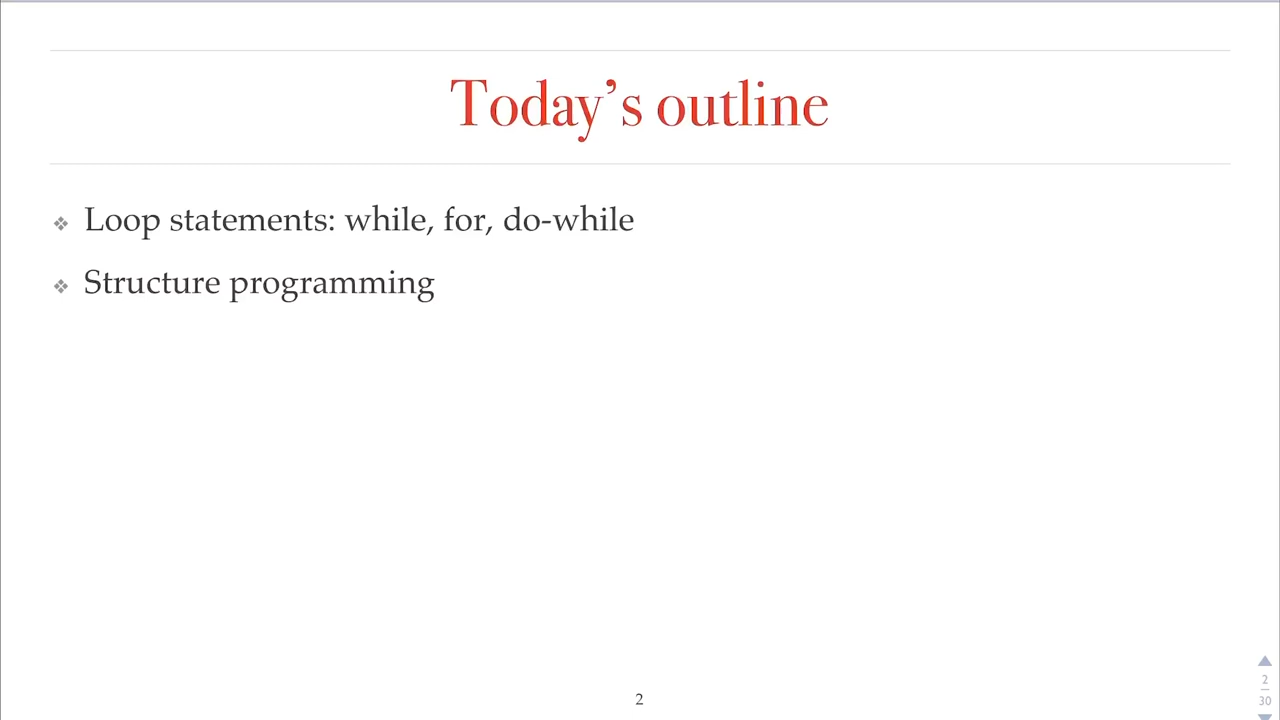 Today’s outline
❖ Loop statements: while, for, do-while
❖ Structure programming
2
2
30